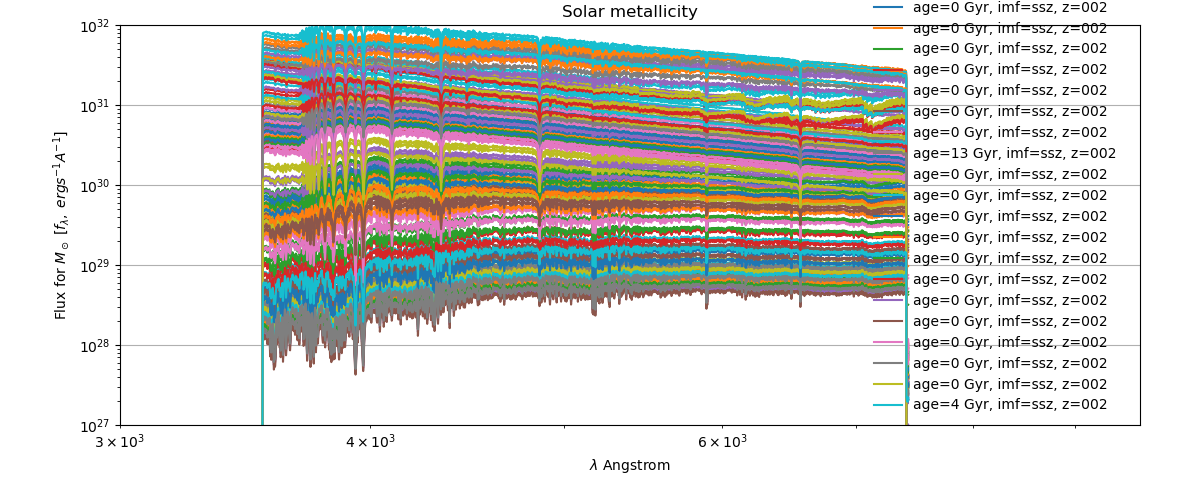 Solar metallicity
10^32
10^31
10^30
10^29
10^28
10^27
Flux for M_⊙ [f_λ, ergs^−1 A^−1]
3 × 10^3
4 × 10^3
6 × 10^3
λ Angstrom
age=0 Gyr, imf=ssz, z=002
age=0 Gyr, imf=ssz, z=002
age=0 Gyr, imf=ssz, z=002
age=0 Gyr, imf=ssz, z=002
age=0 Gyr, imf=ssz, z=002
age=0 Gyr, imf=ssz, z=002
age=0 Gyr, imf=ssz, z=002
age=13 Gyr, imf=ssz, z=002
age=0 Gyr, imf=ssz, z=002
age=0 Gyr, imf=ssz, z=002
age=0 Gyr, imf=ssz, z=002
age=0 Gyr, imf=ssz, z=002
age=0 Gyr, imf=ssz, z=002
age=0 Gyr, imf=ssz, z=002
age=0 Gyr, imf=ssz, z=002
age=0 Gyr, imf=ssz, z=002
age=0 Gyr, imf=ssz, z=002
age=0 Gyr, imf=ssz, z=002
age=0 Gyr, imf=ssz, z=002
age=4 Gyr, imf=ssz, z=002